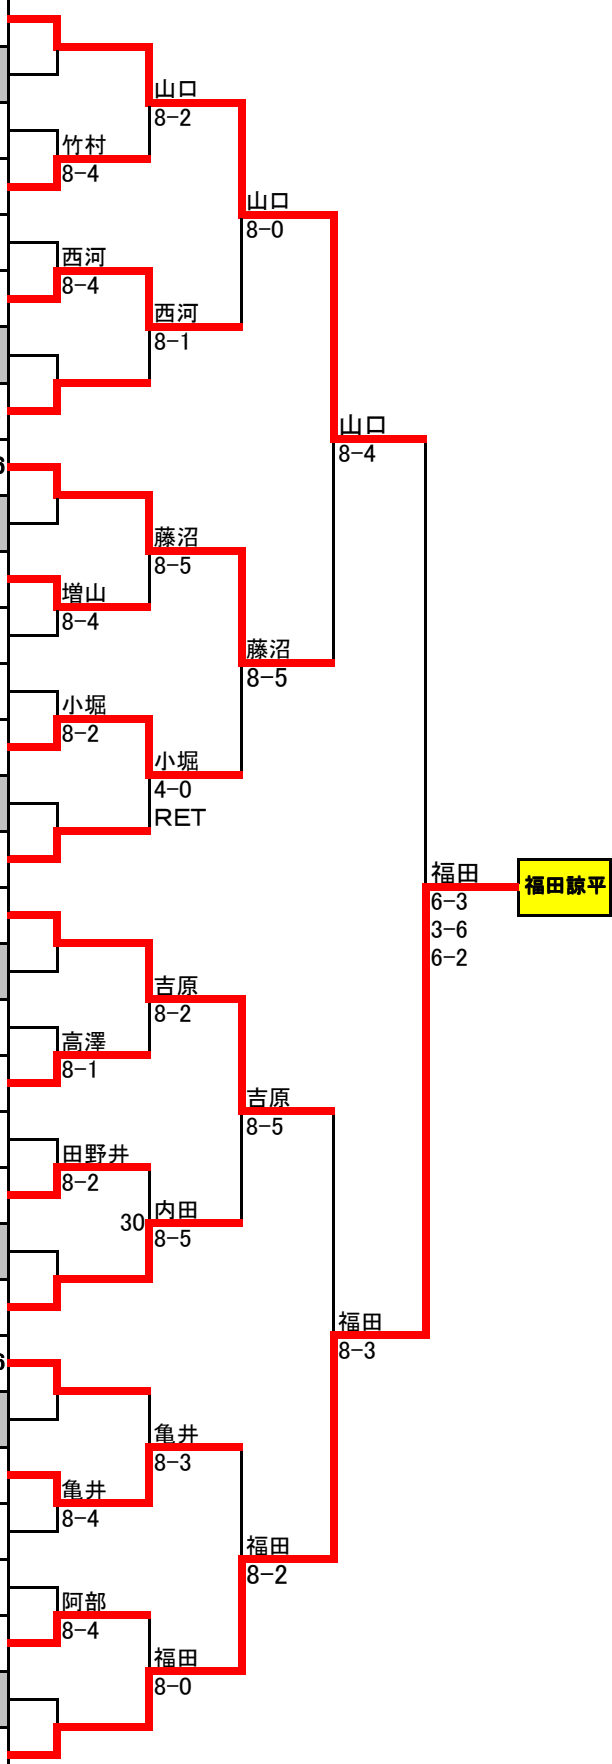 山口
8-2
竹村
8-4
山口
8-0
西河
8-4
西河
8-1
山口
8-4
6
藤沼
8-5
増山
8-4
藤沼
8-5
小堀
8-2
小堀
4-0
RET
福田
6-3
3-6
6-2
福田諒平
吉原
8-2
高澤
8-1
吉原
8-5
田野井
8-2
30
内田
8-5
福田
8-3
6
亀井
8-3
亀井
8-4
福田
8-2
阿部
8-4
福田
8-0